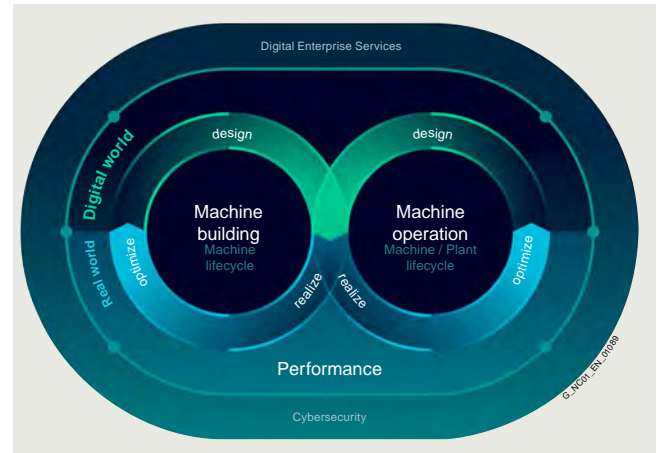 Digital Enterprise Services
Digital world
design
design
Machine
building
Machine
lifecycle
Machine
operation
Machine / Plant
lifecycle
Real world
optimize
realize
realize
optimize
Performance
G_NC01_EN_01089
Cybersecurity